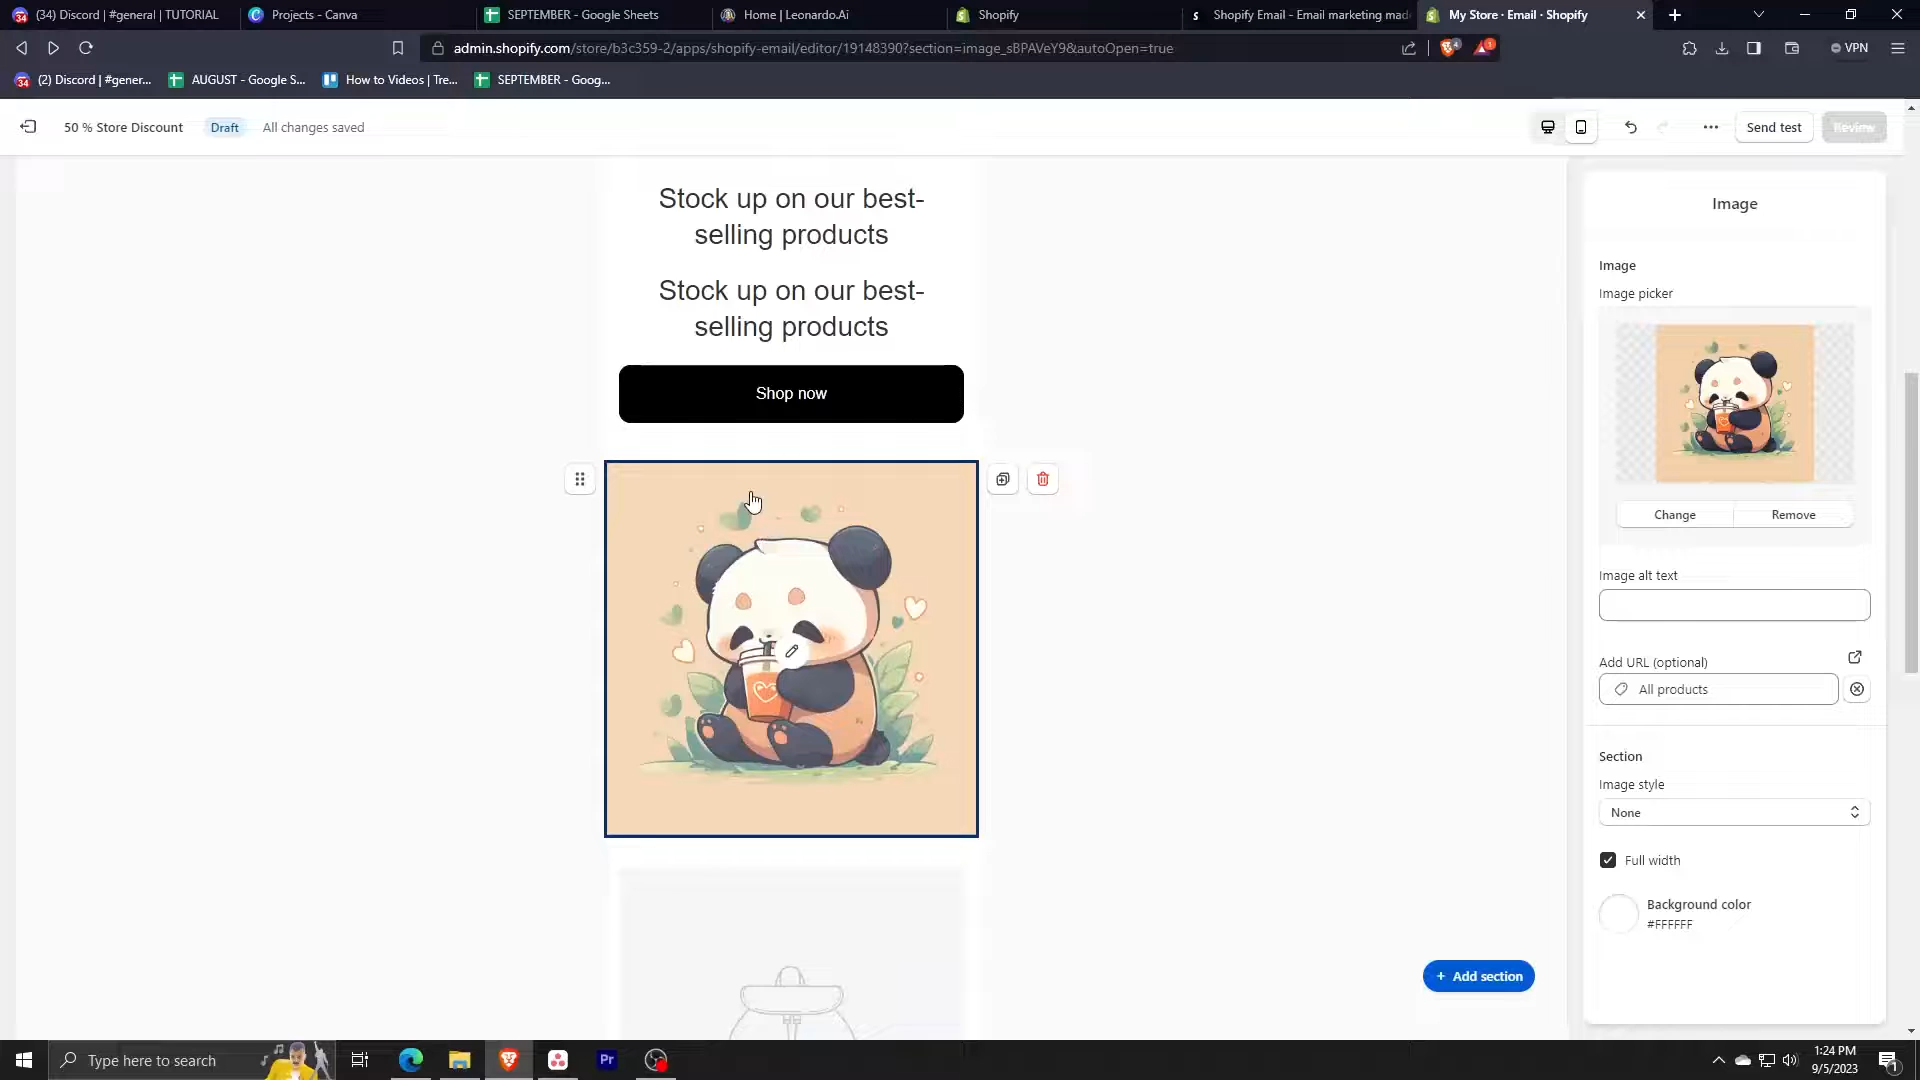 (34) Discord | #general | TUTORIAL
Projects - Canva
SEPTEMBER - Google Sheets
Home | Leonardo.Ai
Shopify
Shopify Email - Email marketing mad
My Store · Email · Shopify
admin.shopify.com/store/b3c359-2/apps/shopify-email/editor/19148390?section=image_sBPAVeY9&autoOpen=true
VPN
(2) Discord | #gener...
AUGUST - Google S...
How to Videos | Tre...
SEPTEMBER - Goog...
50 % Store Discount
Draft
All changes saved
Send test
Review
Stock up on our best-
selling products
Stock up on our best-
selling products
Shop now
Image
Image
Image picker
Change
Remove
Image alt text
Add URL (optional)
All products
Section
Image style
None
Full width
Background color
#FFFFFF
+ Add section
Type here to search
Pr
1:24 PM
9/5/2023